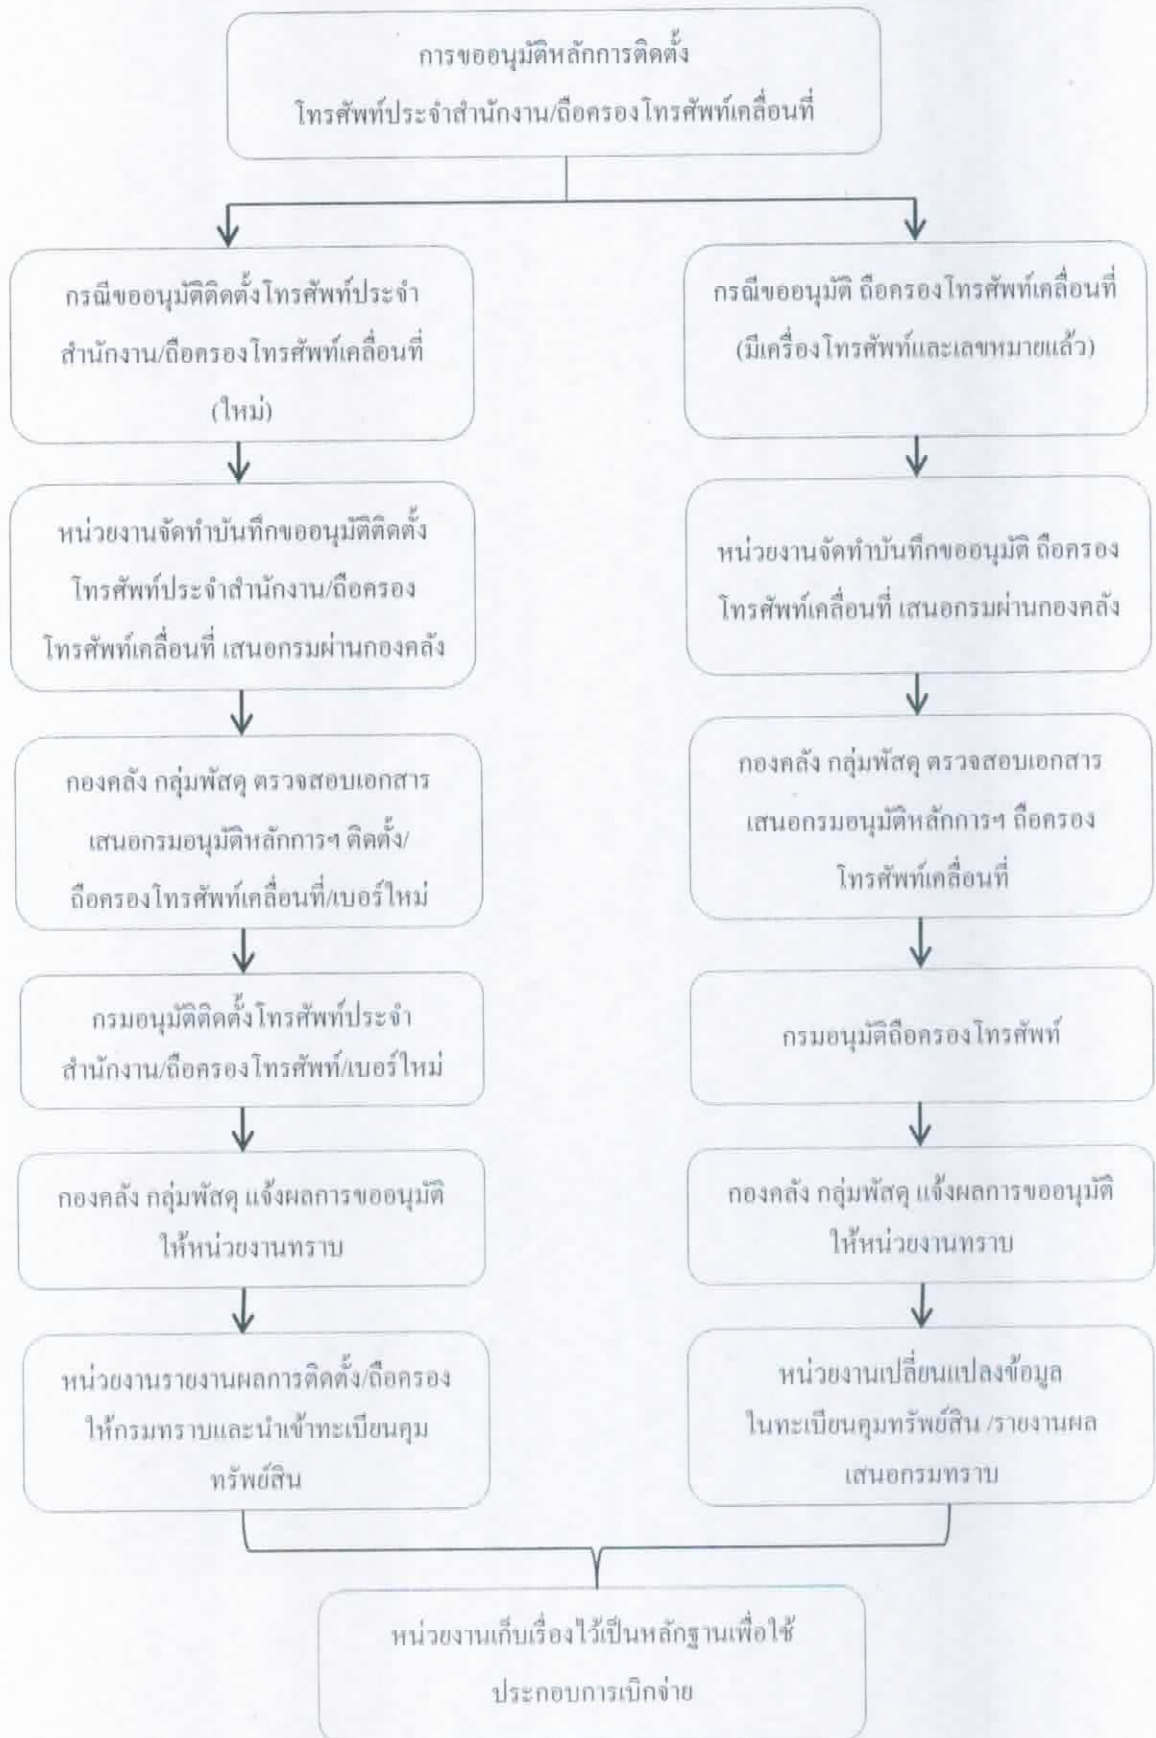 การขออนุมัติหลักการติดตั้ง
โทรศัพท์ประจำสำนักงาน/ถือครองโทรศัพท์เคลื่อนที่
กรณีขออนุมัติติดตั้งโทรศัพท์ประจำ
สำนักงาน/ถือครองโทรศัพท์เคลื่อนที่
(ใหม่)
หน่วยงานจัดทำบันทึกขออนุมัติติดตั้ง
โทรศัพท์ประจำสำนักงาน/ถือครอง
โทรศัพท์เคลื่อนที่ เสนอกรมผ่านกองคลัง
กองคลัง กลุ่มพัสดุ ตรวจสอบเอกสาร
เสนอกรมอนุมัติหลักการฯ ติดตั้ง/
ถือครองโทรศัพท์เคลื่อนที่/เบอร์ใหม่
กรมอนุมัติติดตั้งโทรศัพท์ประจำ
สำนักงาน/ถือครองโทรศัพท์/เบอร์ใหม่
กองคลัง กลุ่มพัสดุ แจ้งผลการขออนุมัติ
ให้หน่วยงานทราบ
หน่วยงานรายงานผลการติดตั้ง/ถือครอง
ให้กรมทราบและนำเข้าทะเบียนคุม
ทรัพย์สิน
กรณีขออนุมัติ ถือครองโทรศัพท์เคลื่อนที่
(มีเครื่องโทรศัพท์และเลขหมายแล้ว)
หน่วยงานจัดทำบันทึกขออนุมัติ ถือครอง
โทรศัพท์เคลื่อนที่ เสนอกรมผ่านกองคลัง
กองคลัง กลุ่มพัสดุ ตรวจสอบเอกสาร
เสนอกรมอนุมัติหลักการฯ ถือครอง
โทรศัพท์เคลื่อนที่
กรมอนุมัติถือครองโทรศัพท์
กองคลัง กลุ่มพัสดุ แจ้งผลการขออนุมัติ
ให้หน่วยงานทราบ
หน่วยงานเปลี่ยนแปลงข้อมูล
ในทะเบียนคุมทรัพย์สิน /รายงานผล
เสนอกรมทราบ
หน่วยงานเก็บเรื่องไว้เป็นหลักฐานเพื่อใช้
ประกอบการเบิกจ่าย